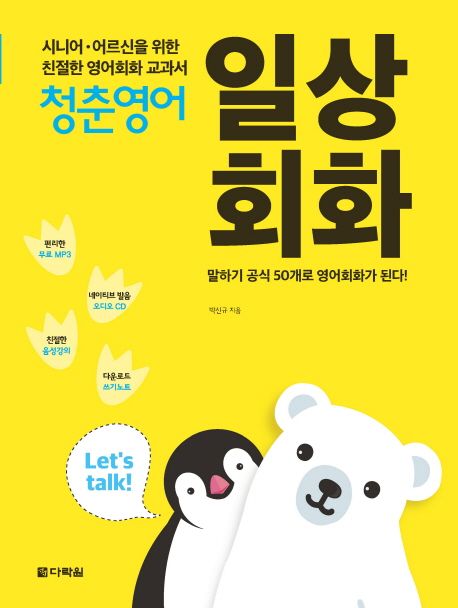 시니어·어르신을 위한
친절한 영어회화 교과서
청춘영어
일상
회화
말하기 공식 50개로 영어회화가 된다!
박신규 지음
편리한
무료 MP3
네이티브 발음
오디오 CD
친절한
음성강의
다운로드
쓰기노트
Let's
talk!
다락원